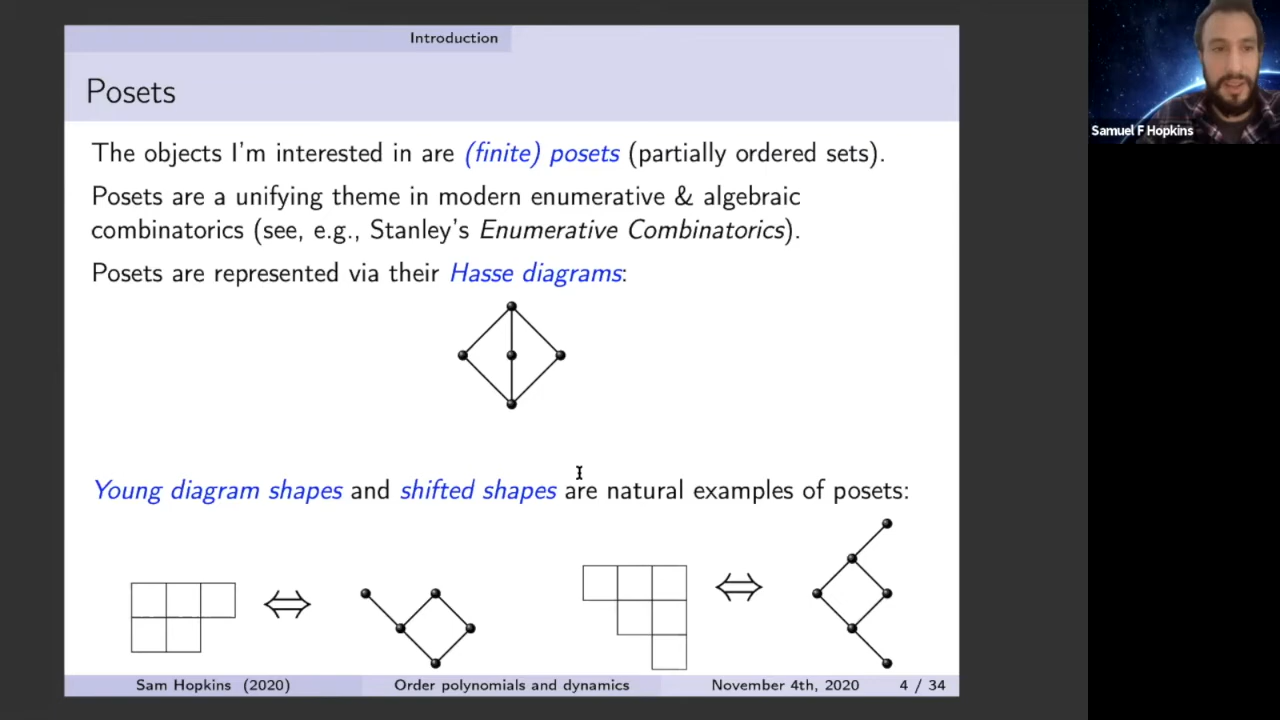 Introduction
Posets
The objects I'm interested in are (finite) posets (partially ordered sets).
Posets are a unifying theme in modern enumerative & algebraic
combinatorics (see, e.g., Stanley's Enumerative Combinatorics).
Posets are represented via their Hasse diagrams:
Young diagram shapes and shifted shapes are natural examples of posets:
Sam Hopkins (2020) Order polynomials and dynamics November 4th, 2020 4 / 34
Samuel F Hopkins